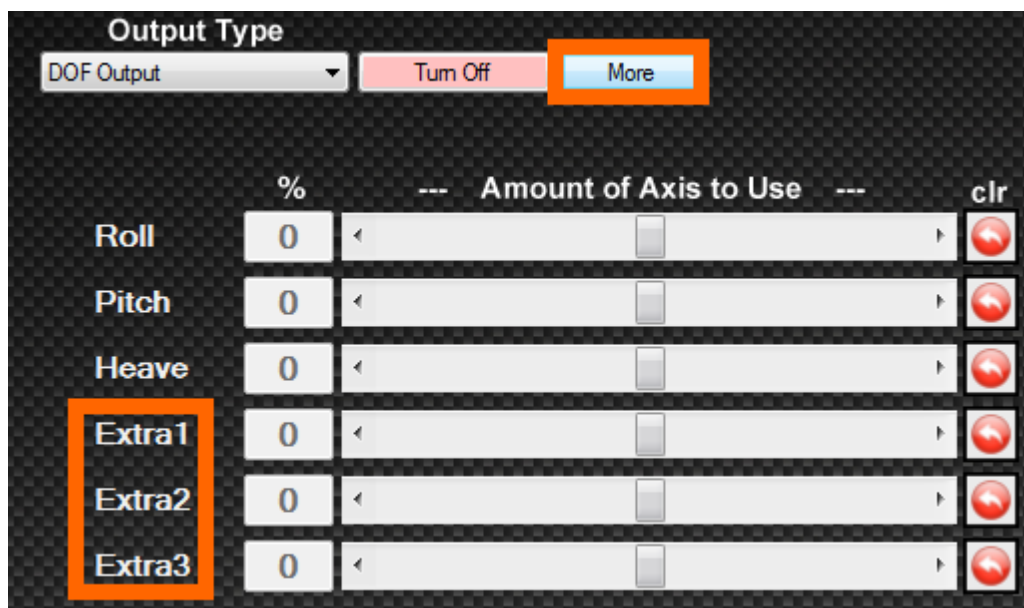 Output Type
DOF Output Turn Off More
% --- Amount of Axis to Use --- clr
Roll 0
Pitch 0
Heave 0
Extra1 0
Extra2 0
Extra3 0